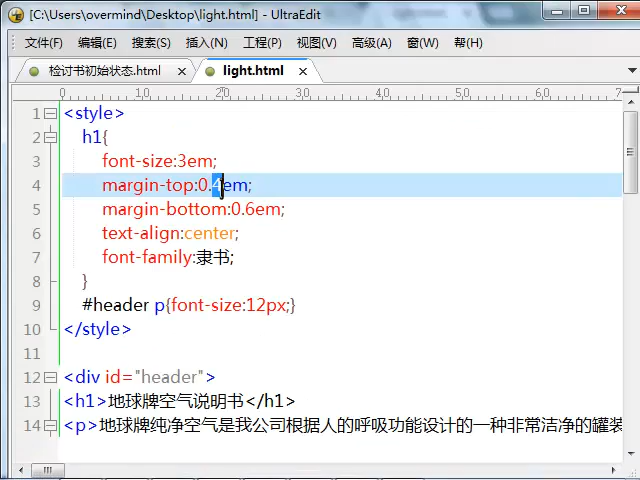 [C:\Users\overmind\Desktop\light.html] - UltraEdit
文件(F) 编辑(E) 搜索(S) 插入(N) 工程(P) 视图(V) 高级(A) 窗(W) 帮(H)
检讨书初始状态.html light.html
0 10 20 30 40 50 60 7
1 <style>
2 h1{
3 font-size:3em;
4 margin-top:0.4em;
5 margin-bottom:0.6em;
6 text-align:center;
7 font-family:隶书;
8 }
9 #header p{font-size:12px;}
10 </style>
11
12 <div id="header">
13 <h1>地球牌空气说明书</h1>
14 <p>地球牌纯净空气是我公司根据人的呼吸功能设计的一种非常洁净的罐装